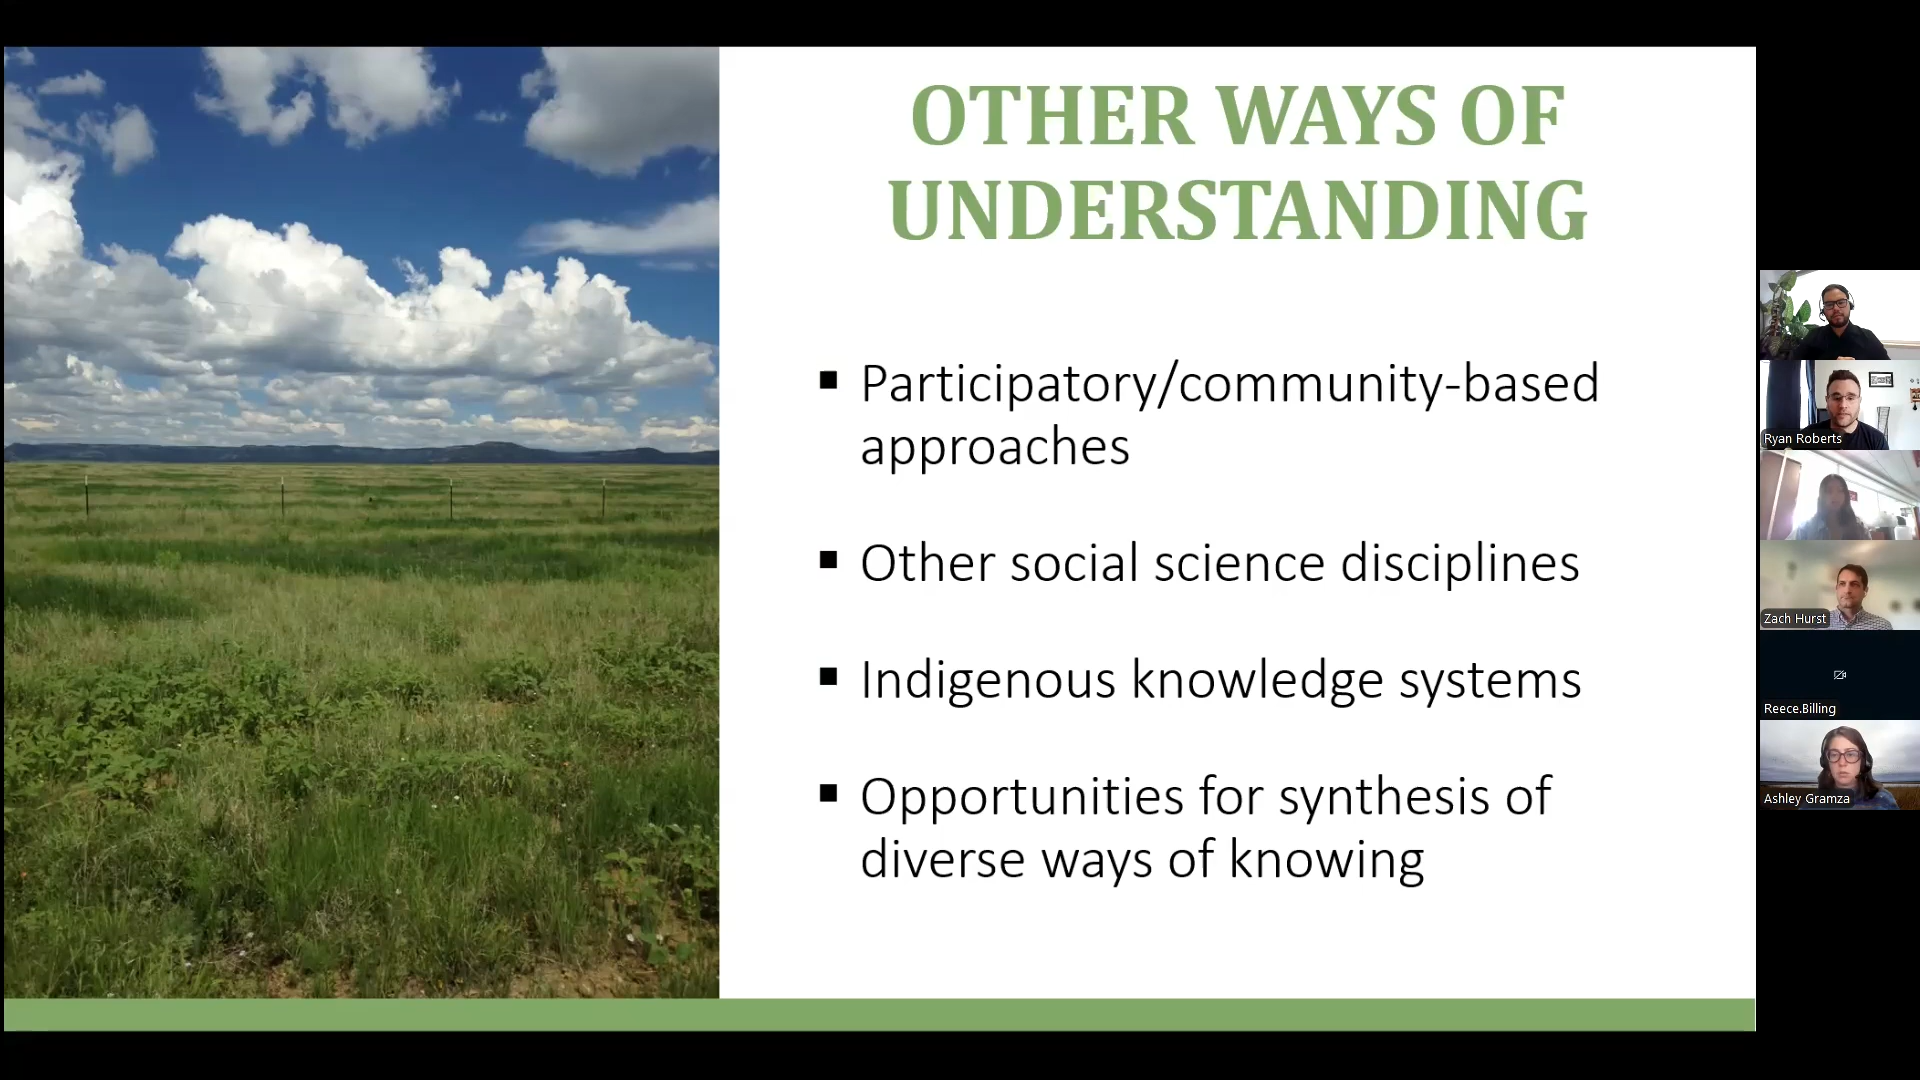 OTHER WAYS OF
UNDERSTANDING
▪ Participatory/community-based
approaches
▪ Other social science disciplines
▪ Indigenous knowledge systems
▪ Opportunities for synthesis of
diverse ways of knowing
Ryan Roberts
Zach Hurst
Reece.Billing
Ashley Gramza